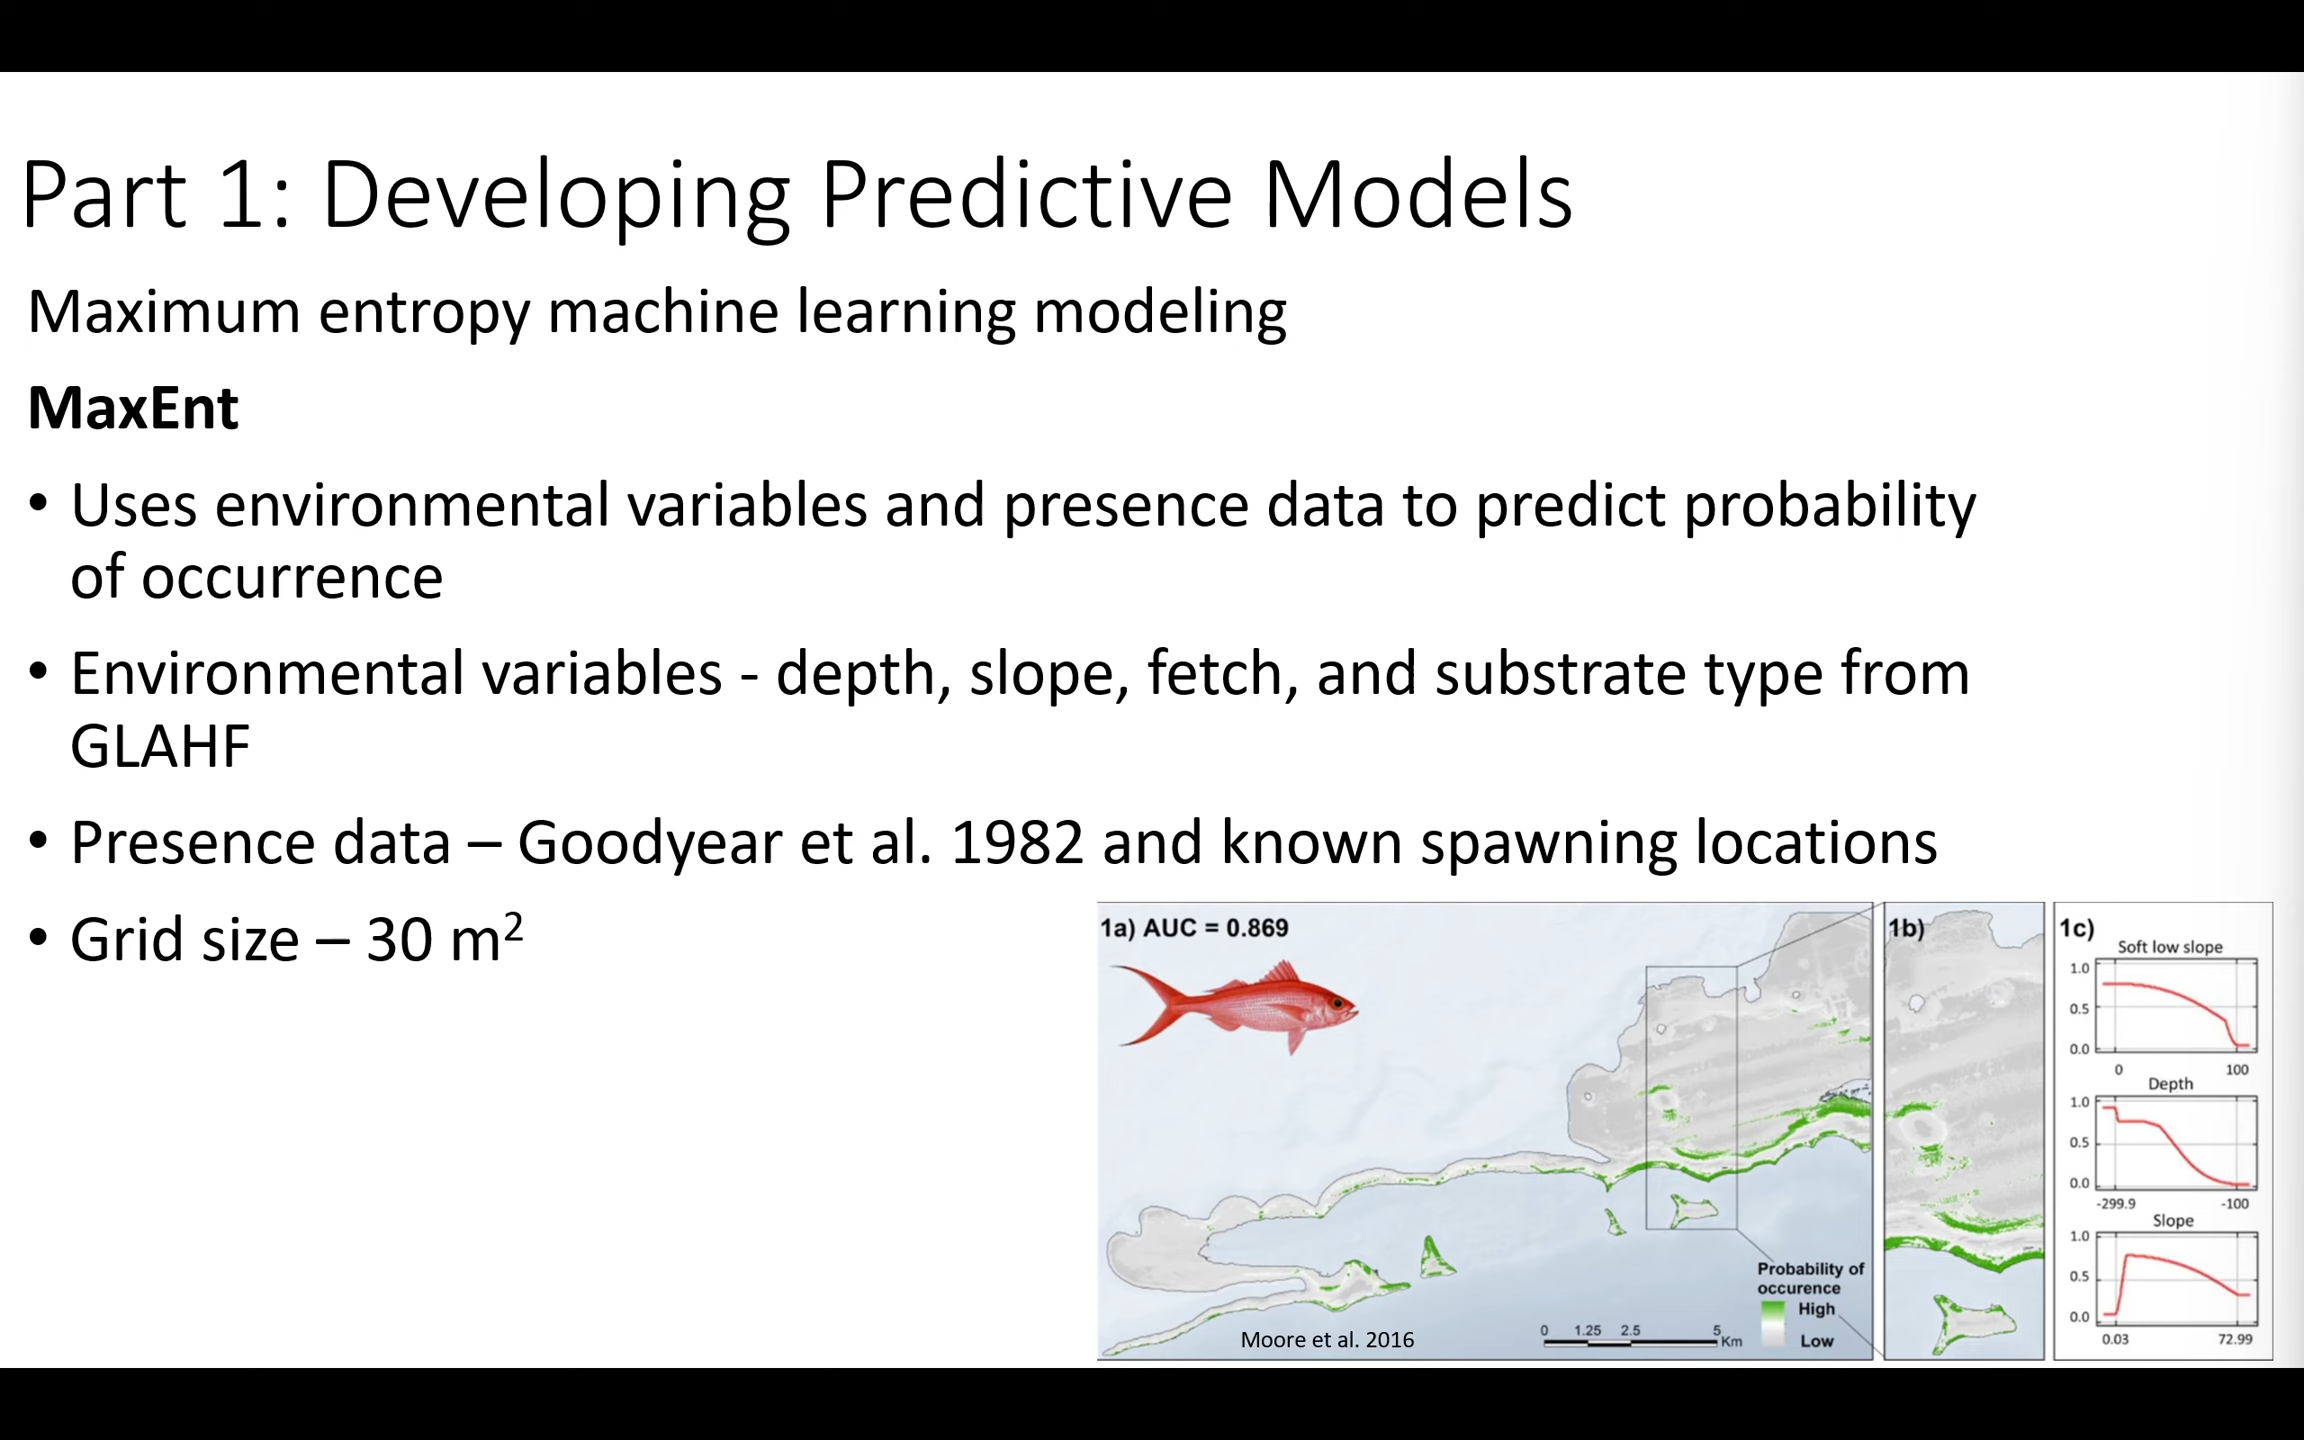 Part 1: Developing Predictive Models
Maximum entropy machine learning modeling
MaxEnt
• Uses environmental variables and presence data to predict probability
of occurrence
• Environmental variables - depth, slope, fetch, and substrate type from
GLAHF
• Presence data – Goodyear et al. 1982 and known spawning locations
• Grid size – 30 m²
1a) AUC = 0.869
Probability of
occurence
High
Low
0 1.25 2.5 5
Km
Moore et al. 2016
1b)
1c)
Soft low slope
1.0
0.5
0.0
0 100
Depth
1.0
0.5
0.0
-299.9 -100
Slope
1.0
0.5
0.0
0.03 72.99